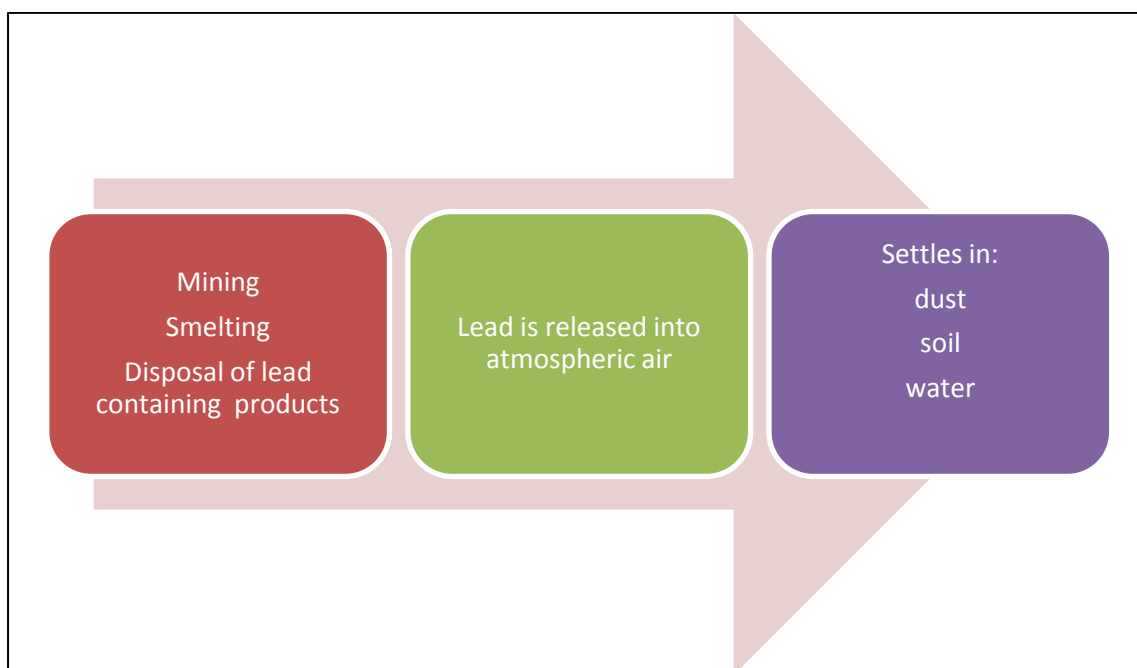 Mining
Smelting
Disposal of lead
containing products
Lead is released into
atmospheric air
Settles in:
dust
soil
water